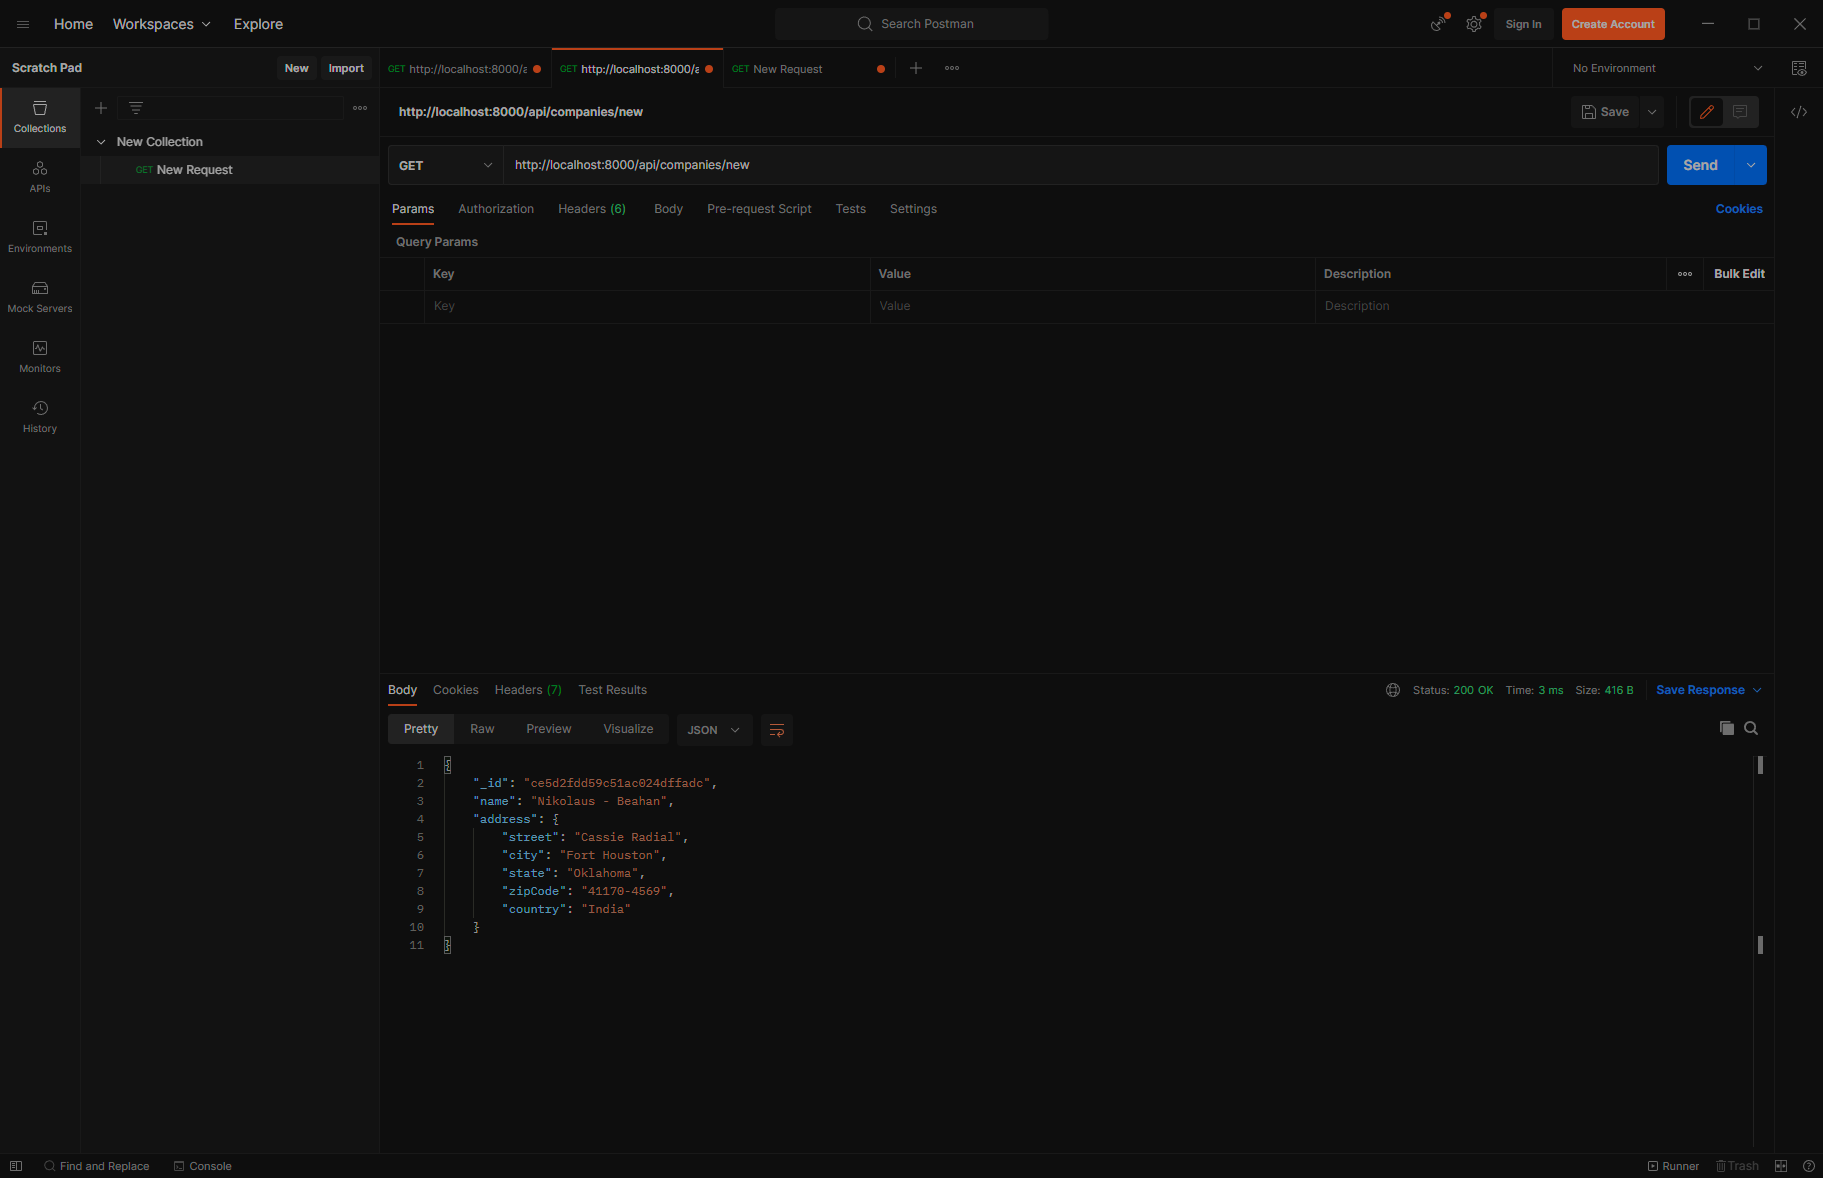 Home Workspaces Explore Search Postman Sign In Create Account
Scratch Pad New Import GET http://localhost:8000/a GET http://localhost:8000/a GET New Request No Environment
Collections
APIs
Environments
Mock Servers
Monitors
History
New Collection
GET New Request
http://localhost:8000/api/companies/new Save
GET http://localhost:8000/api/companies/new Send
Params Authorization Headers (6) Body Pre-request Script Tests Settings Cookies
Query Params
Key Value Description Bulk Edit
Key Value Description
Body Cookies Headers (7) Test Results Status: 200 OK Time: 3 ms Size: 416 B Save Response
Pretty Raw Preview Visualize JSON
1 {
2 "_id": "ce5d2fdd59c51ac024dffadc",
3 "name": "Nikolaus - Beahan",
4 "address": {
5 "street": "Cassie Radial",
6 "city": "Fort Houston",
7 "state": "Oklahoma",
8 "zipCode": "41170-4569",
9 "country": "India"
10 }
11 }
Find and Replace Console Runner Trash